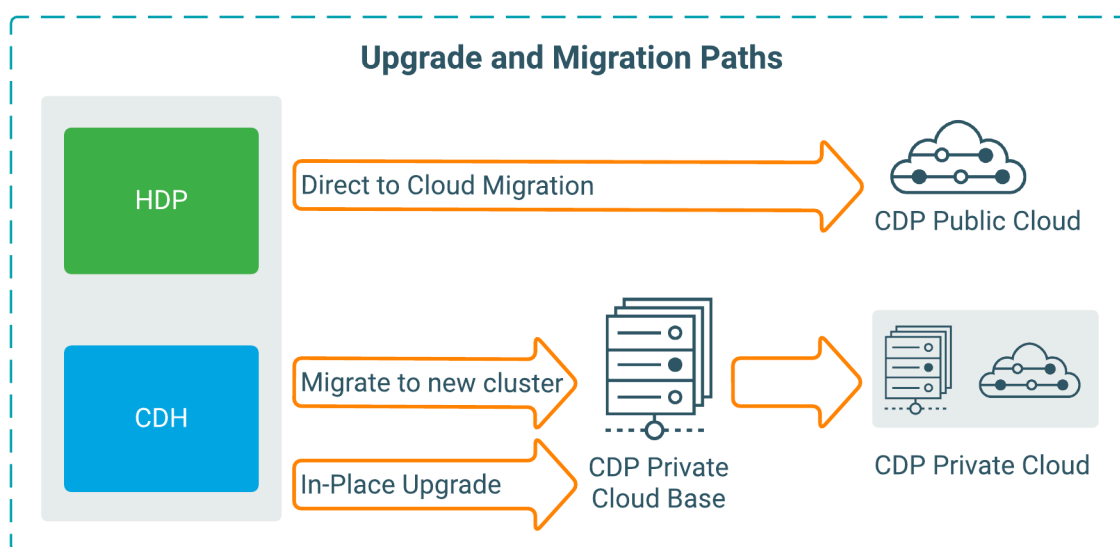 Upgrade and Migration Paths
HDP
Direct to Cloud Migration
CDP Public Cloud
CDH
Migrate to new cluster
In-Place Upgrade
CDP Private
Cloud Base
CDP Private Cloud